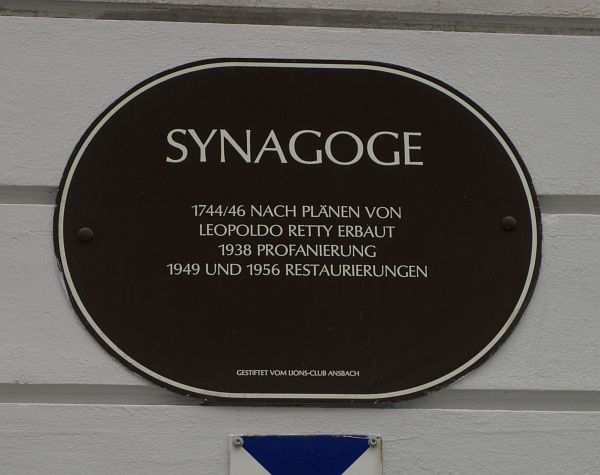 SYNAGOGE
1744/46 NACH PLÄNEN VON
LEOPOLDO RETTY ERBAUT
1938 PROFANIERUNG
1949 UND 1956 RESTAURIERUNGEN
GESTIFTET VOM LIONS-CLUB ANSBACH